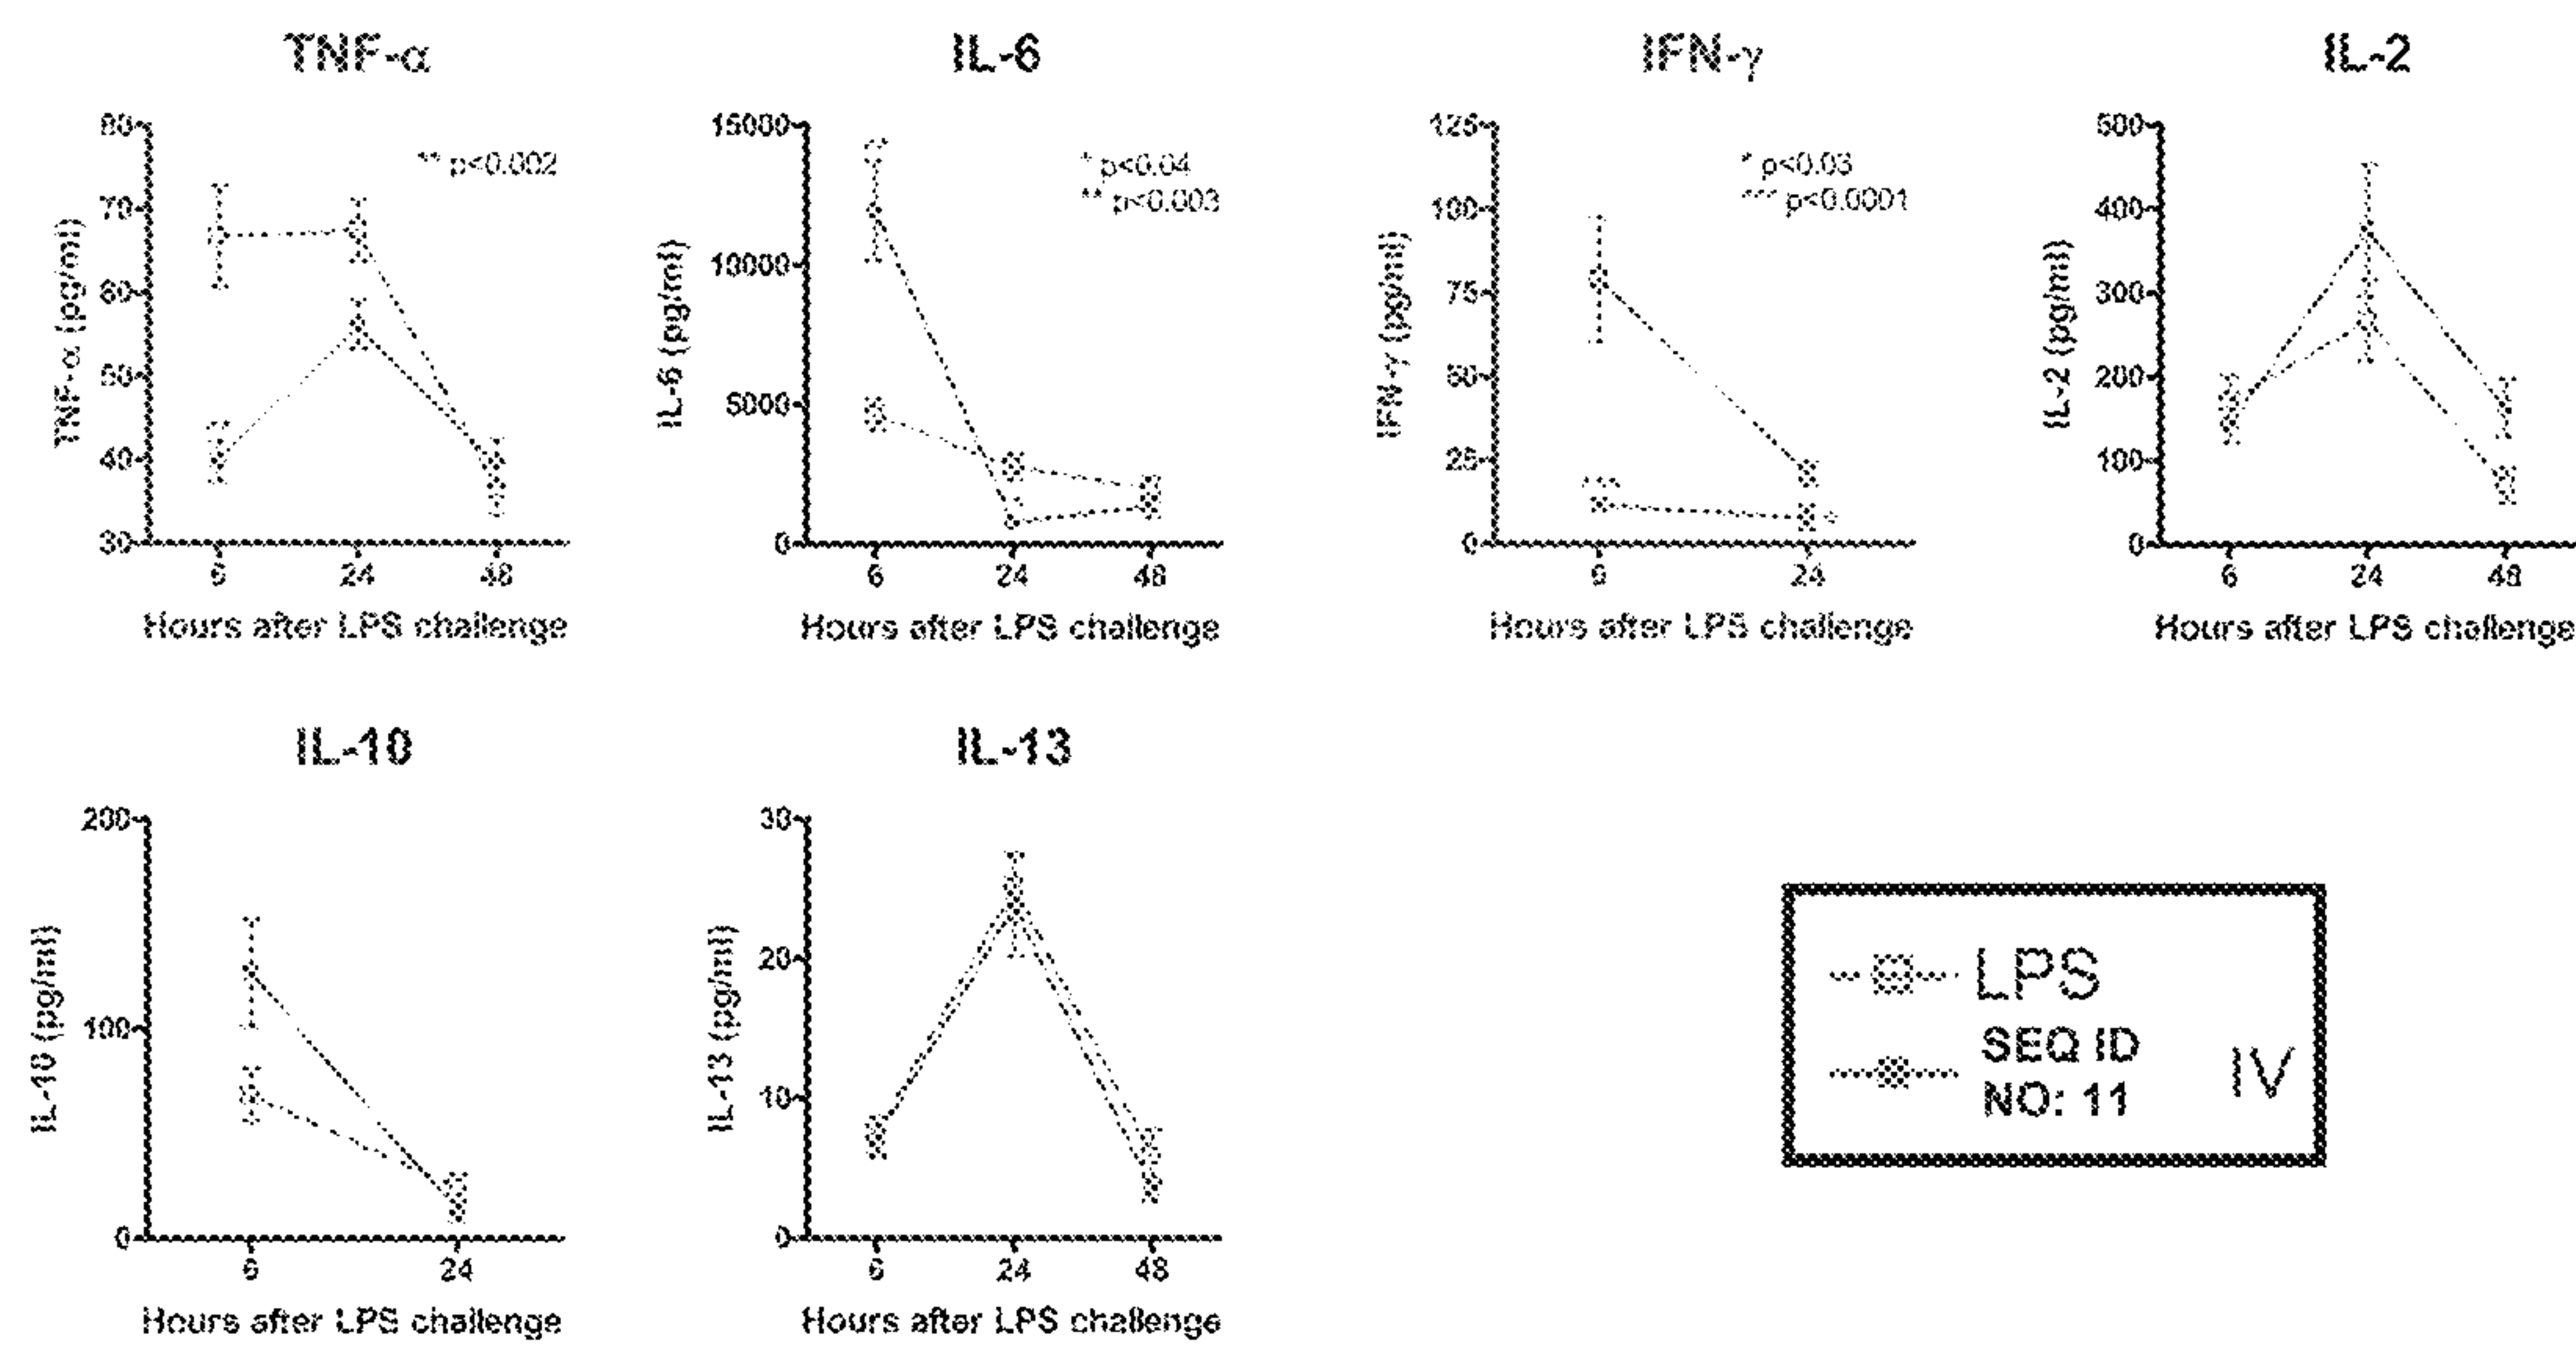 TNF-α
80
70
60
50
40
30
TNF-α (pg/ml)
** p<0.002
6 24 48
Hours after LPS challenge
IL-6
15000
10000
5000
0
IL-6 (pg/ml)
* p<0.04
** p<0.003
6 24 48
Hours after LPS challenge
IFN-γ
125
100
75
50
25
0
IFN-γ (pg/ml)
* p<0.03
*** p<0.0001
6 24
Hours after LPS challenge
IL-2
500
400
300
200
100
0
IL-2 (pg/ml)
6 24 48
Hours after LPS challenge
IL-10
200
100
0
IL-10 (pg/ml)
6 24
Hours after LPS challenge
IL-13
30
20
10
0
IL-13 (pg/ml)
6 24 48
Hours after LPS challenge
LPS
SEQ ID
NO: 11
IV